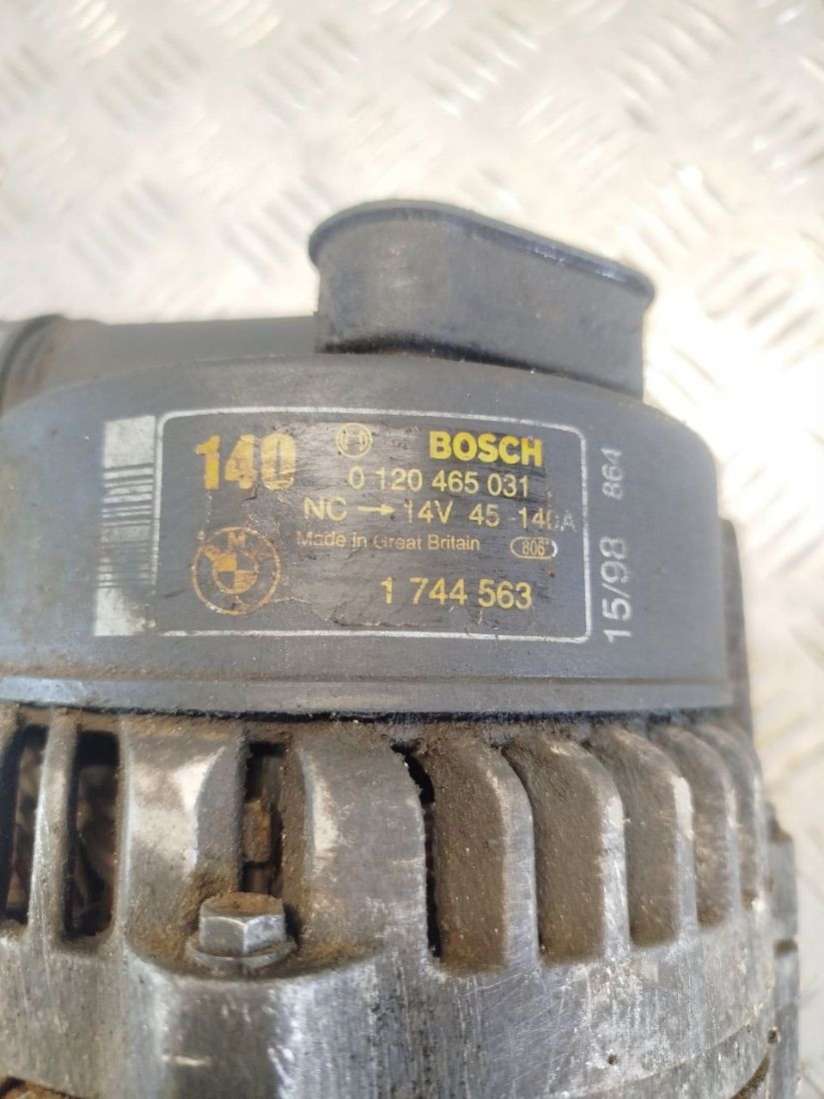 140 BOSCH
0 120 465 031
NC → 14V 45-140A
Made in Great Britain 806
1 744 563
BMW
15/98 864